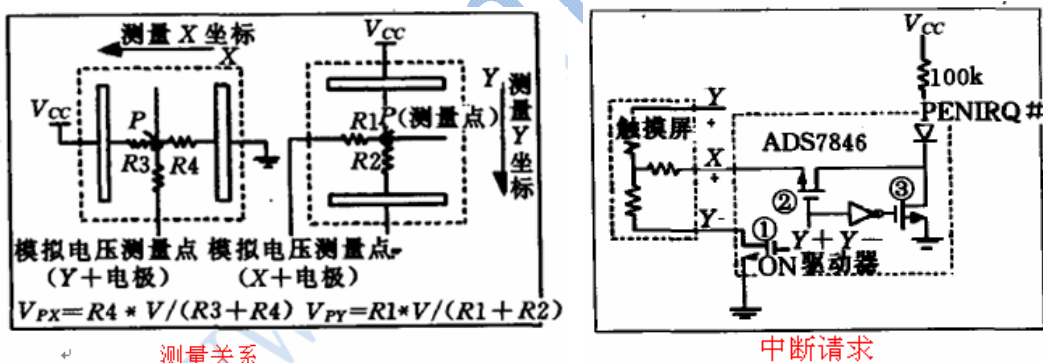 测量 X 坐标
X
VCC
P
R3
R4
模拟电压测量点
(Y+电极)
VPX=R4 * V/(R3+R4)
VCC
Y
测量Y坐标
P(测量点)
R1
R2
模拟电压测量点
(X+电极)
VPY=R1*V/(R1+R2)
测量关系
VCC
100k
PENIRQ #
Y
+
触摸屏
ADS7846
X
+
②
③
Y-
①
Y+Y-
ON驱动器
中断请求